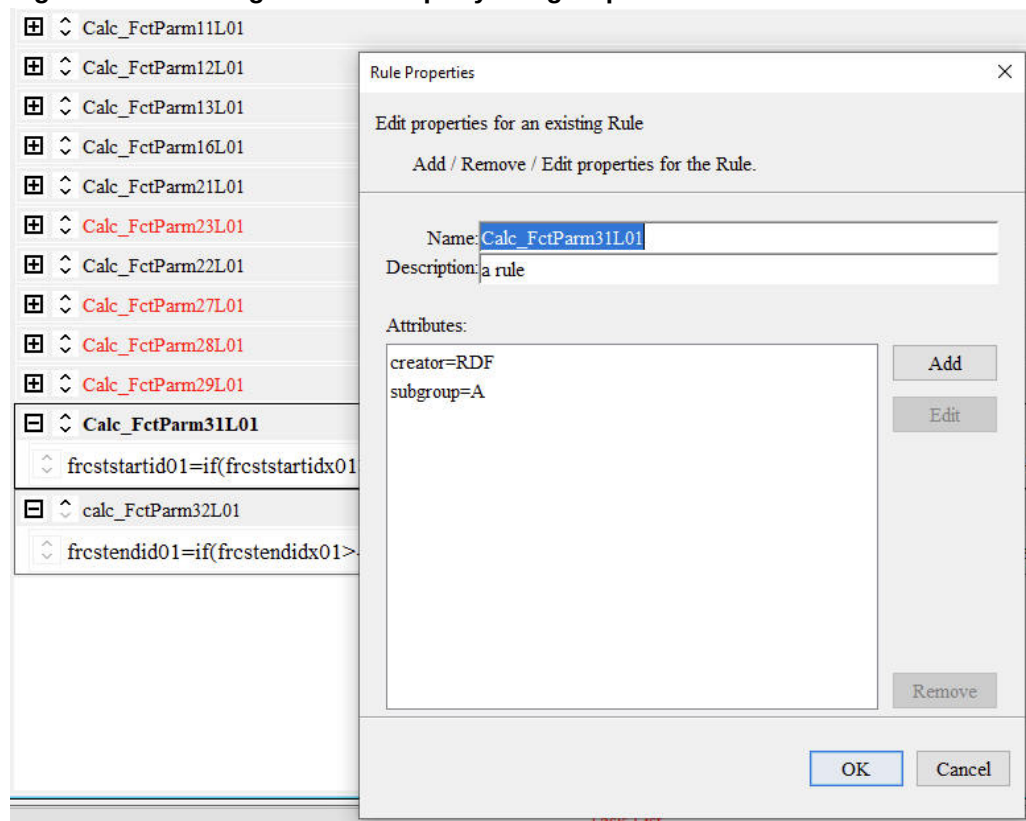 Calc_FctParm11L01
Calc_FctParm12L01
Calc_FctParm13L01
Calc_FctParm16L01
Calc_FctParm21L01
Calc_FctParm23L01
Calc_FctParm22L01
Calc_FctParm27L01
Calc_FctParm28L01
Calc_FctParm29L01
Calc_FctParm31L01
frcststartid01=if(frcststartidx01
calc_FctParm32L01
frcstendid01=if(frcstendidx01>
Rule Properties
Edit properties for an existing Rule
Add / Remove / Edit properties for the Rule.
Name: Calc_FctParm31L01
Description: a rule
Attributes:
creator=RDF
subgroup=A
Add
Edit
Remove
OK
Cancel